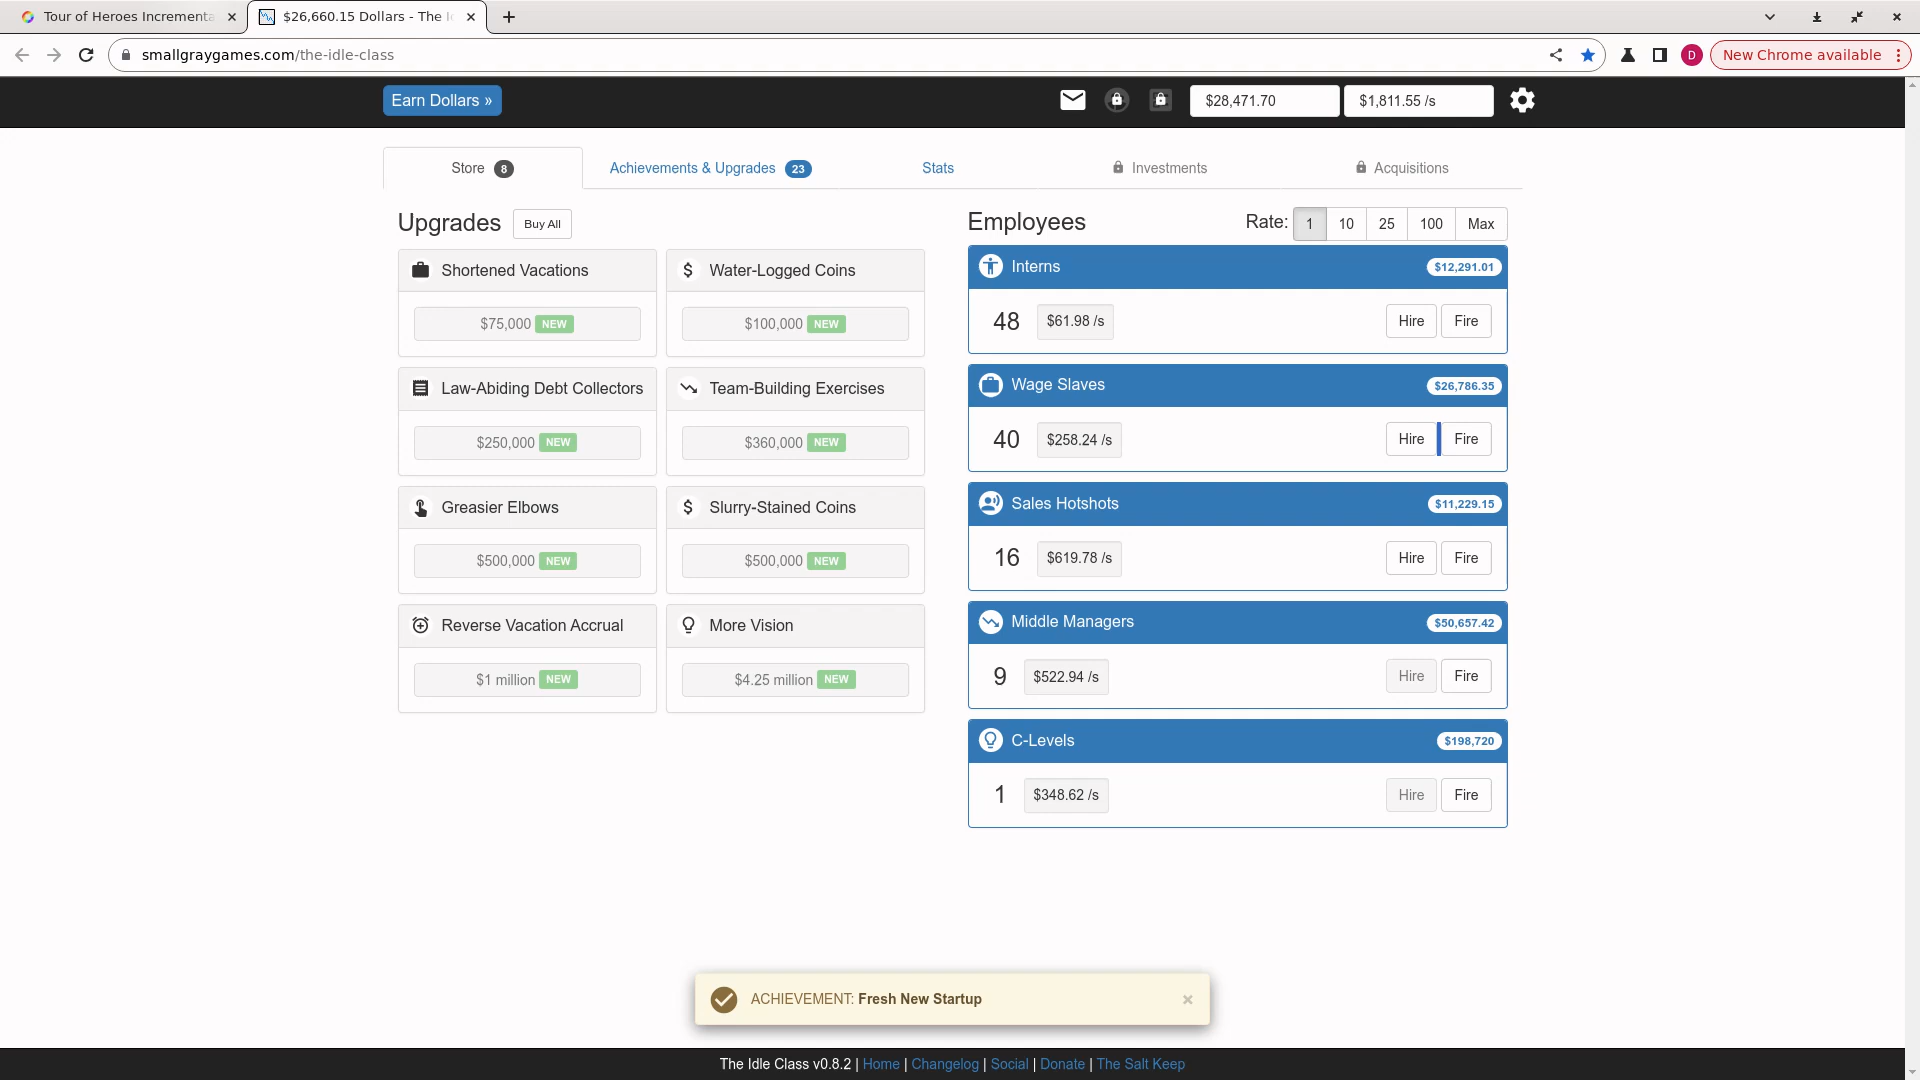 Tour of Heroes Incrementa
$26,660.15 Dollars - The I
smallgraygames.com/the-idle-class
D
New Chrome available
Earn Dollars »
$28,471.70
$1,811.55 /s
Store 8
Achievements & Upgrades 23
Stats
Investments
Acquisitions
Upgrades
Buy All
Shortened Vacations
$75,000 NEW
Water-Logged Coins
$100,000 NEW
Law-Abiding Debt Collectors
$250,000 NEW
Team-Building Exercises
$360,000 NEW
Greasier Elbows
$500,000 NEW
Slurry-Stained Coins
$500,000 NEW
Reverse Vacation Accrual
$1 million NEW
More Vision
$4.25 million NEW
Employees
Rate: 1 10 25 100 Max
Interns
$12,291.01
48 $61.98 /s Hire Fire
Wage Slaves
$26,786.35
40 $258.24 /s Hire Fire
Sales Hotshots
$11,229.15
16 $619.78 /s Hire Fire
Middle Managers
$50,657.42
9 $522.94 /s Hire Fire
C-Levels
$198,720
1 $348.62 /s Hire Fire
ACHIEVEMENT: Fresh New Startup
The Idle Class v0.8.2 | Home | Changelog | Social | Donate | The Salt Keep